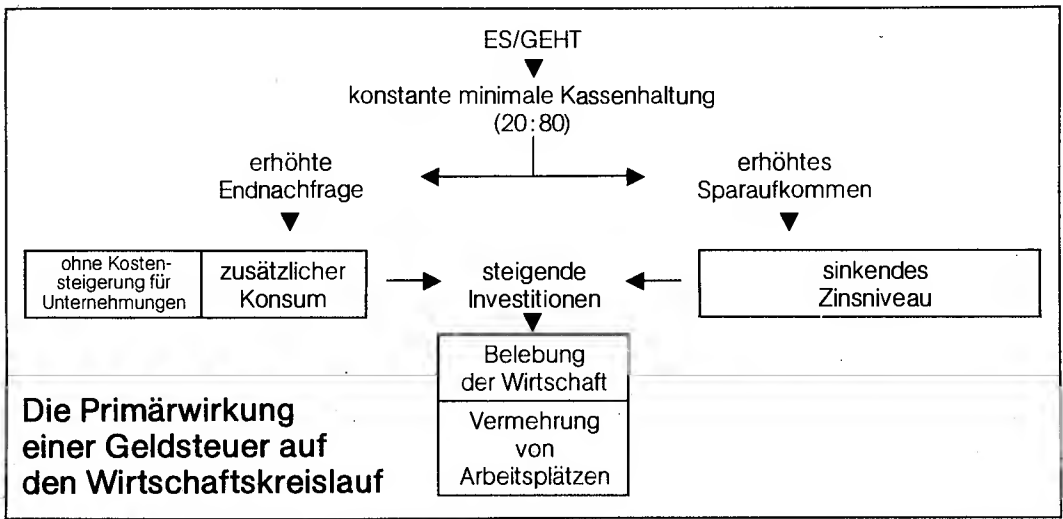 ES/GEHT
konstante minimale Kassenhaltung
(20:80)
erhöhte
Endnachfrage
erhöhtes
Sparaufkommen
ohne Kosten-
steigerung für
Unternehmungen
zusätzlicher
Konsum
steigende
Investitionen
sinkendes
Zinsniveau
Belebung
der Wirtschaft
Vermehrung
von
Arbeitsplätzen
Die Primärwirkung
einer Geldsteuer auf
den Wirtschaftskreislauf